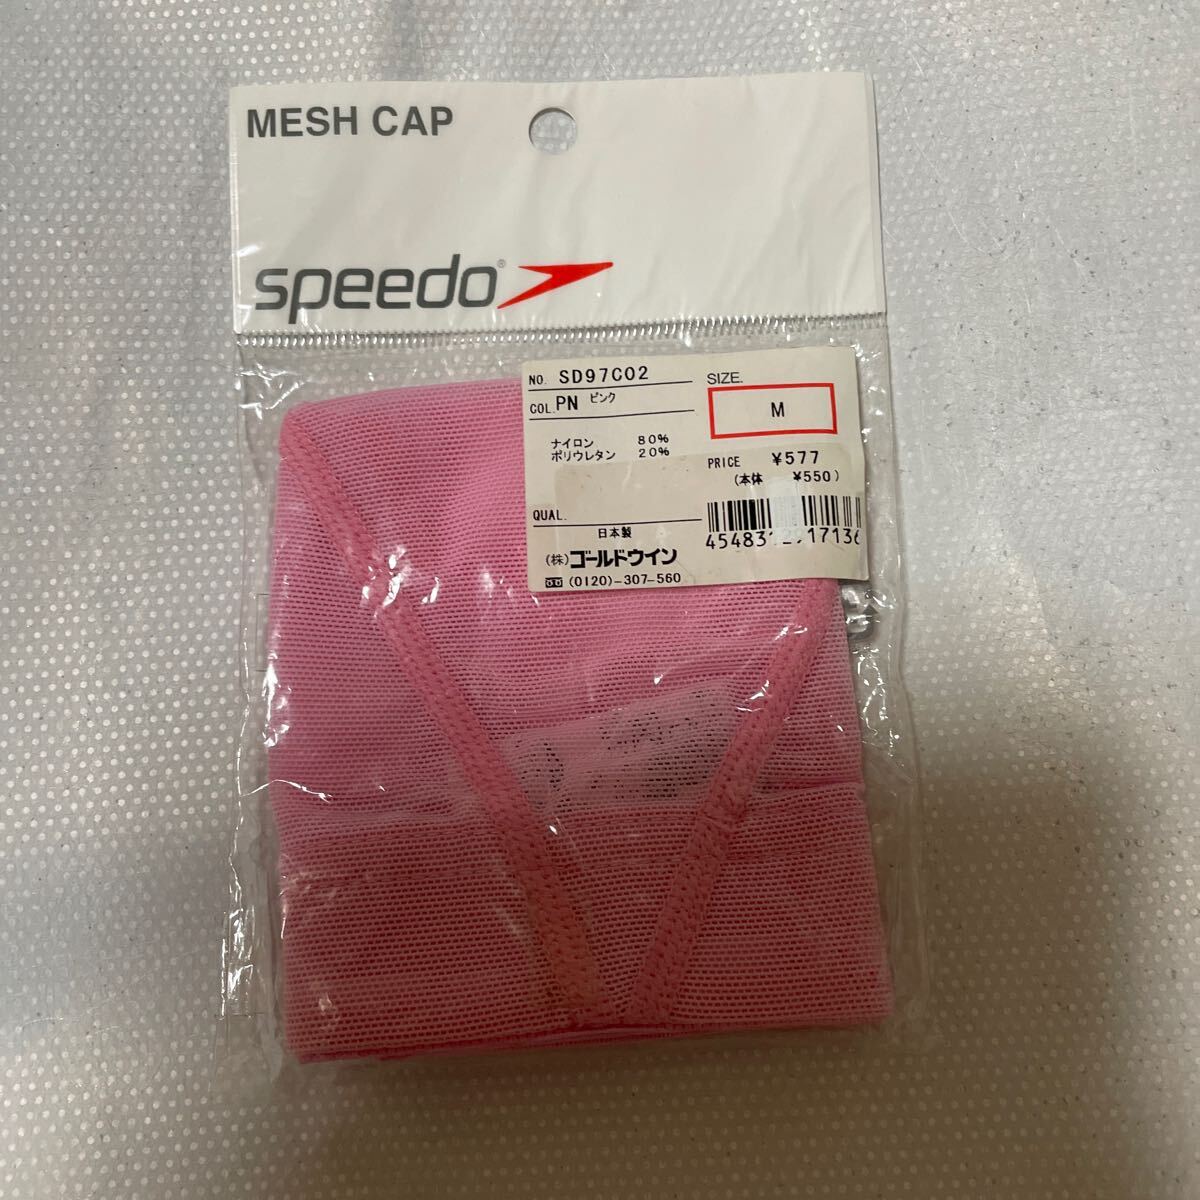 MESH CAP
speedo®
NO. SD97C02
COL. PN ピンク
ナイロン 80%
ポリウレタン 20%
QUAL.
日本製
(株)ゴールドウイン
(0120)-307-560
SIZE.
M
PRICE ¥577
(本体 ¥550)